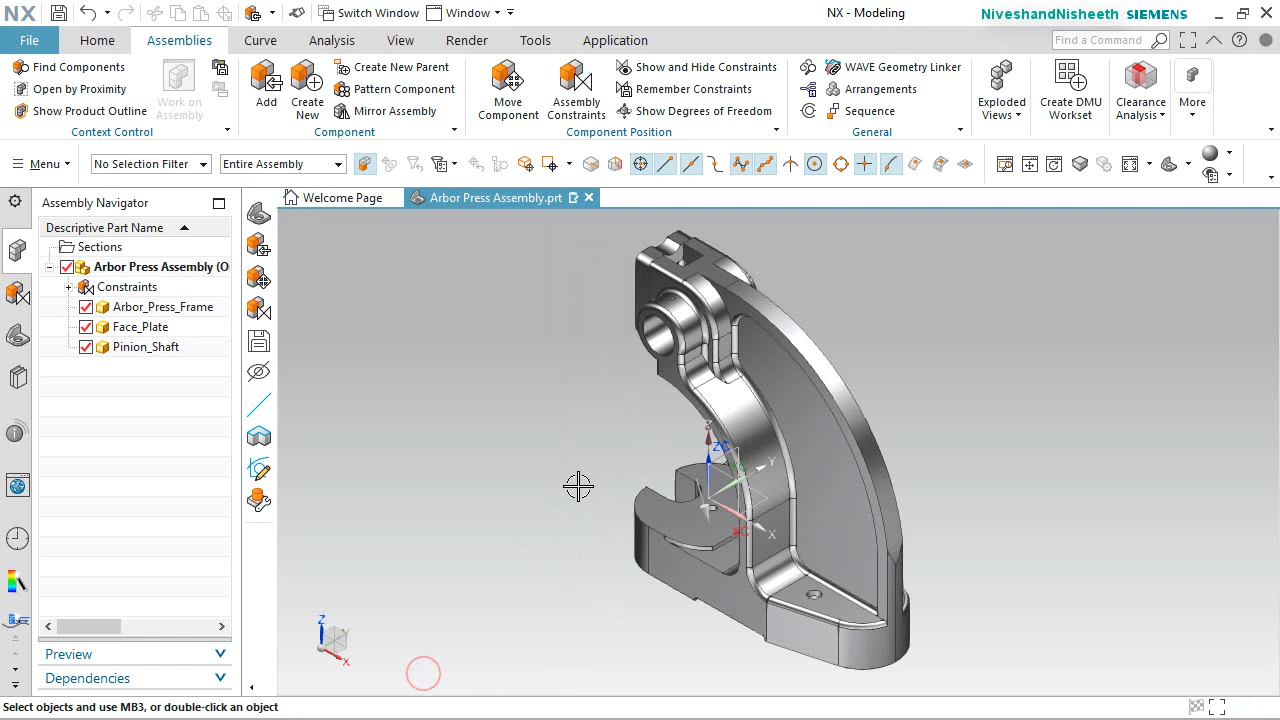 NX
Switch Window
Window
NX - Modeling
NiveshandNisheeth SIEMENS
File
Home
Assemblies
Curve
Analysis
View
Render
Tools
Application
Find a Command
Find Components
Open by Proximity
Show Product Outline
Work on Assembly
Context Control
Add
Create New
Create New Parent
Pattern Component
Mirror Assembly
Component
Move Component
Assembly Constraints
Show and Hide Constraints
Remember Constraints
Show Degrees of Freedom
Component Position
WAVE Geometry Linker
Arrangements
Sequence
General
Exploded Views
Create DMU Workset
Clearance Analysis
More
Menu
No Selection Filter
Entire Assembly
Assembly Navigator
Welcome Page
Arbor Press Assembly.prt
Descriptive Part Name
Sections
Arbor Press Assembly (O
Constraints
Arbor_Press_Frame
Face_Plate
Pinion_Shaft
Z
ZC
Y
YC
X
XC
Z
Y
X
Preview
Dependencies
Select objects and use MB3, or double-click an object